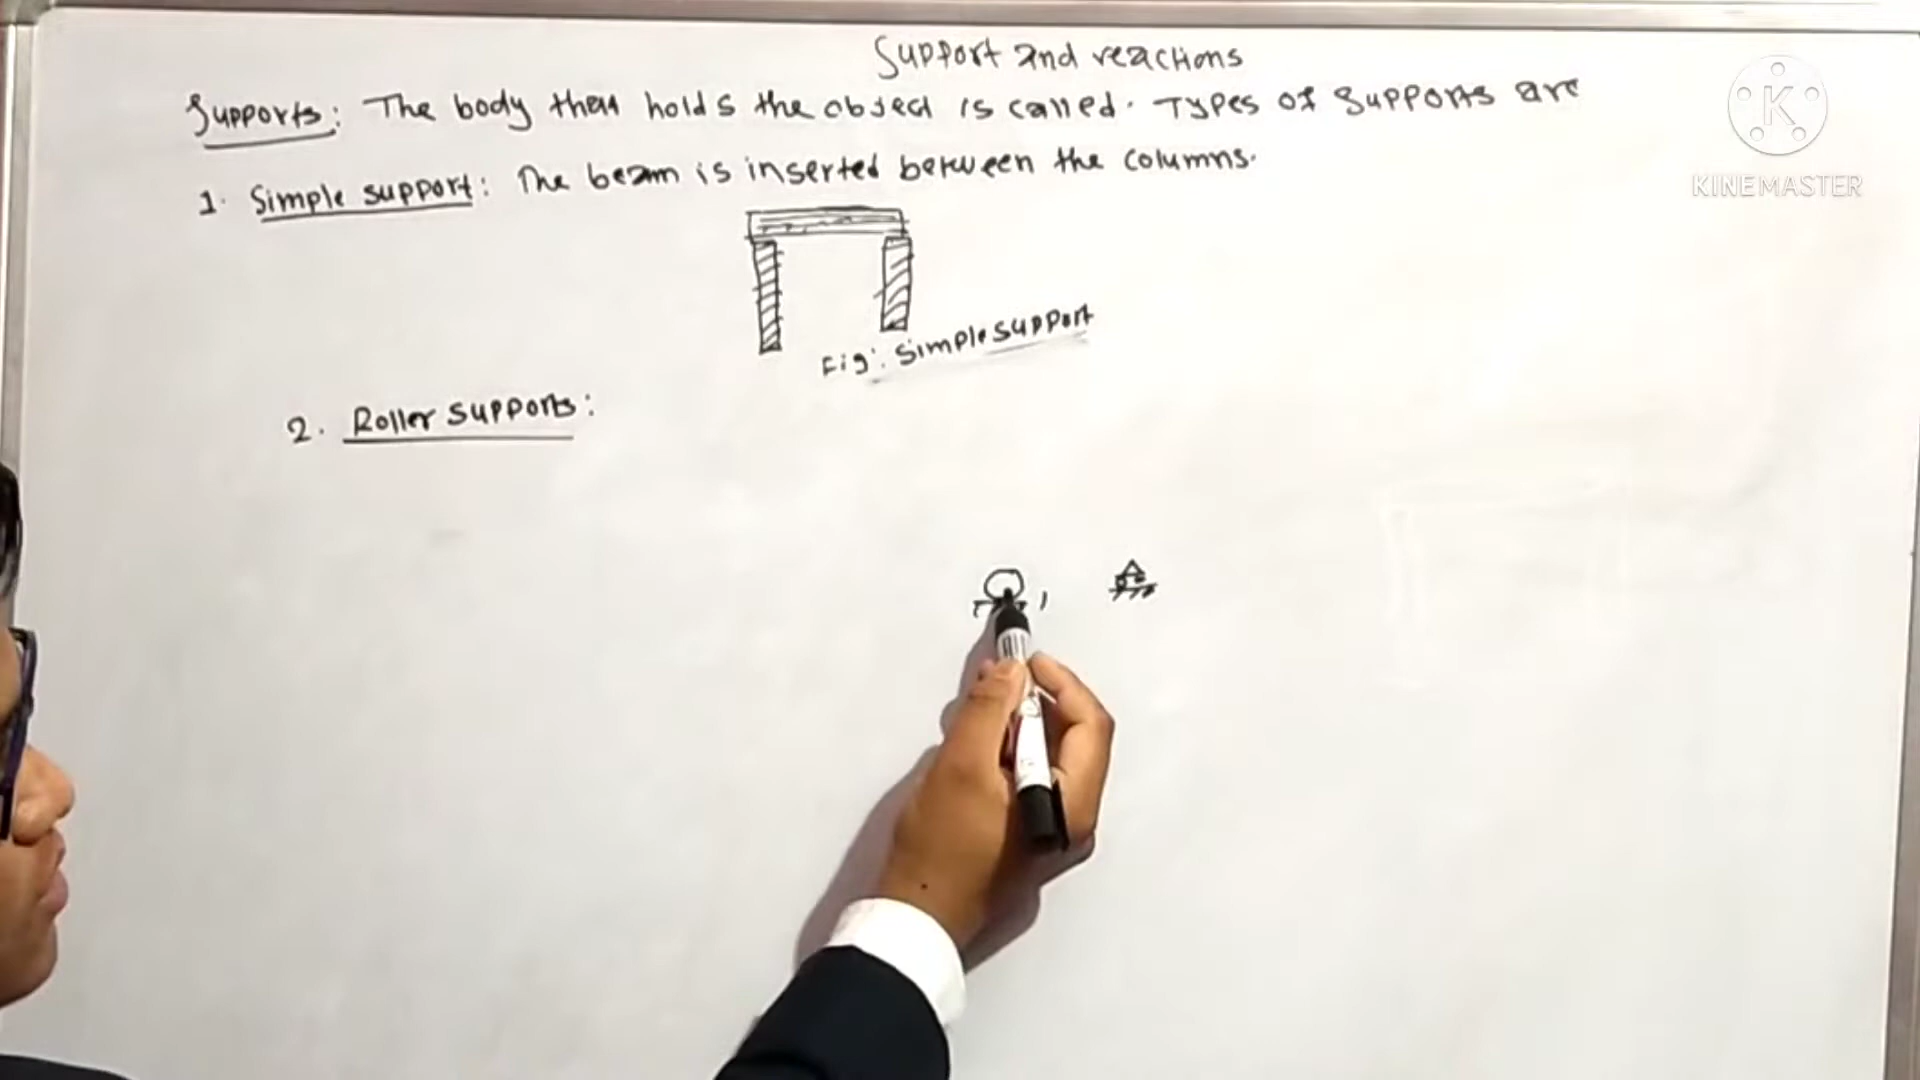 Support and reactions
Supports: The body then holds the object is called. Types of supports are
1. Simple support: The beam is inserted between the columns.
Fig: Simple support
2. Roller supports:
K
KINEMASTER